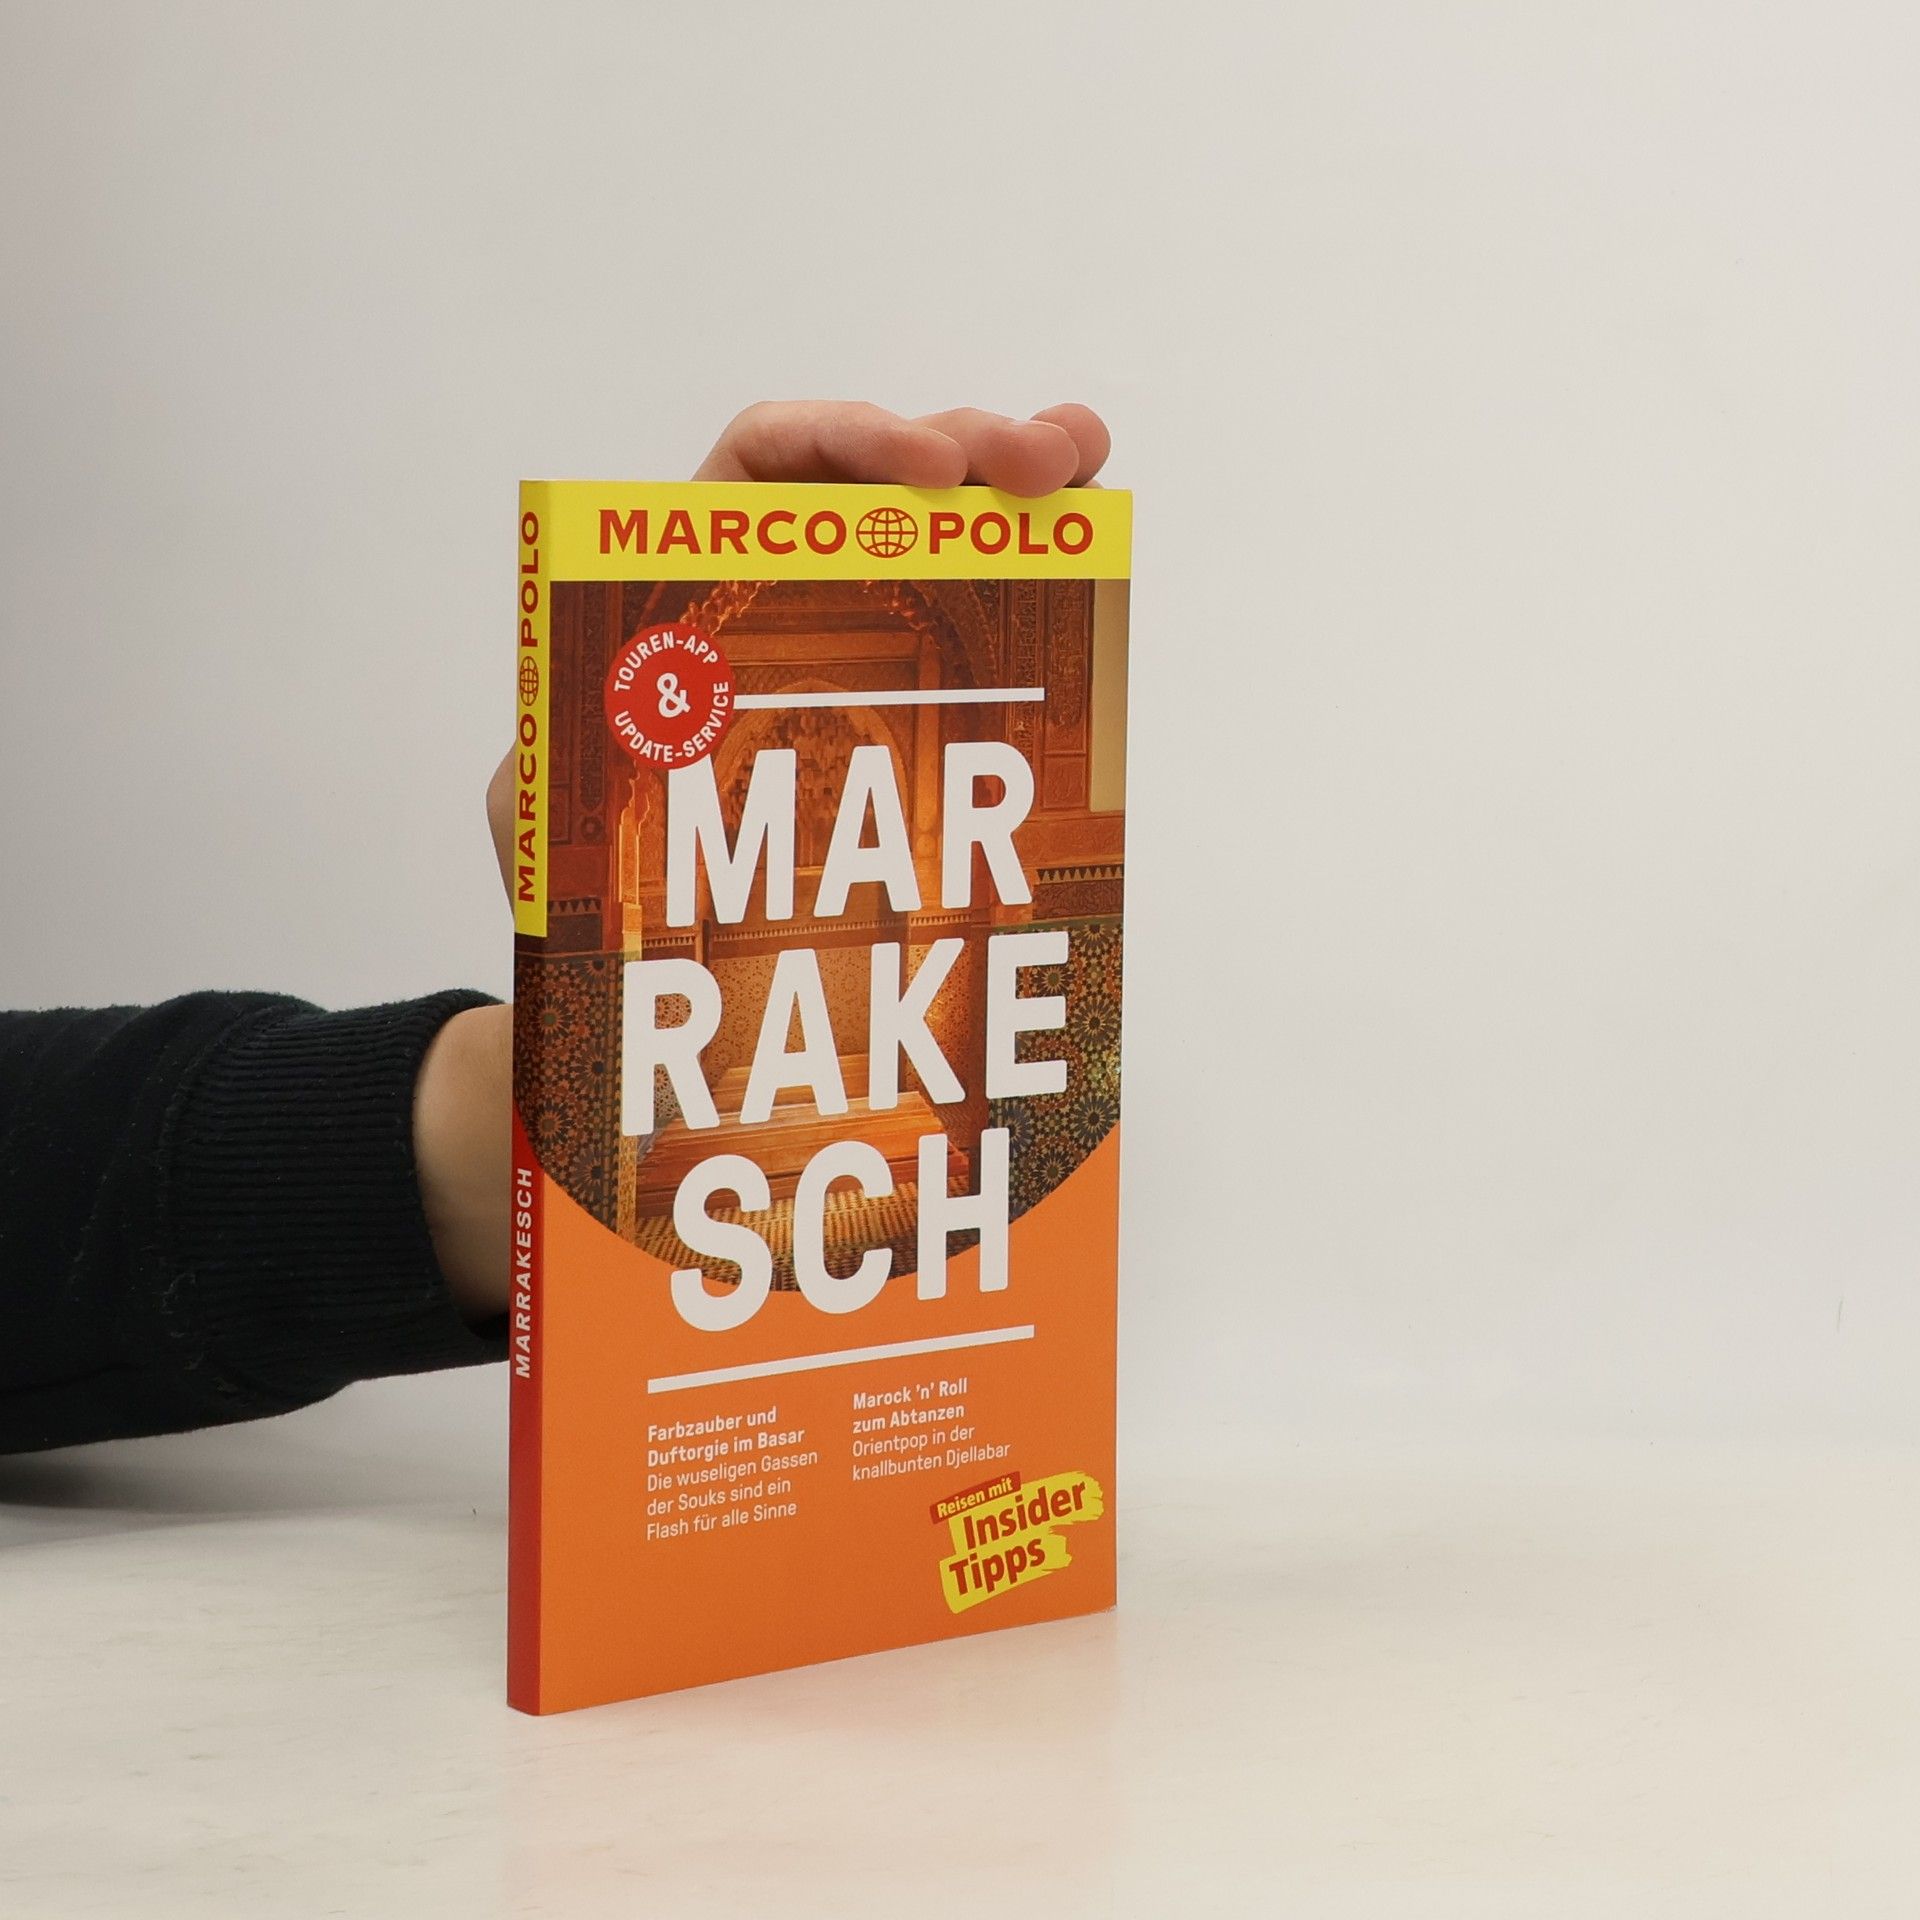 MARCO POLO
MARRAKESCH
MARCO POLO
TOUREN-APP
&
UPDATE-SERVICE
MAR
RAKE
SCH
Farbzauber und
Duftorgie im Basar
Die wuseligen Gassen
der Souks sind ein
Flash für alle Sinne
Marock 'n' Roll
zum Abtanzen
Orientpop in der
knallbunten Djellabar
Reisen mit
Insider
Tipps